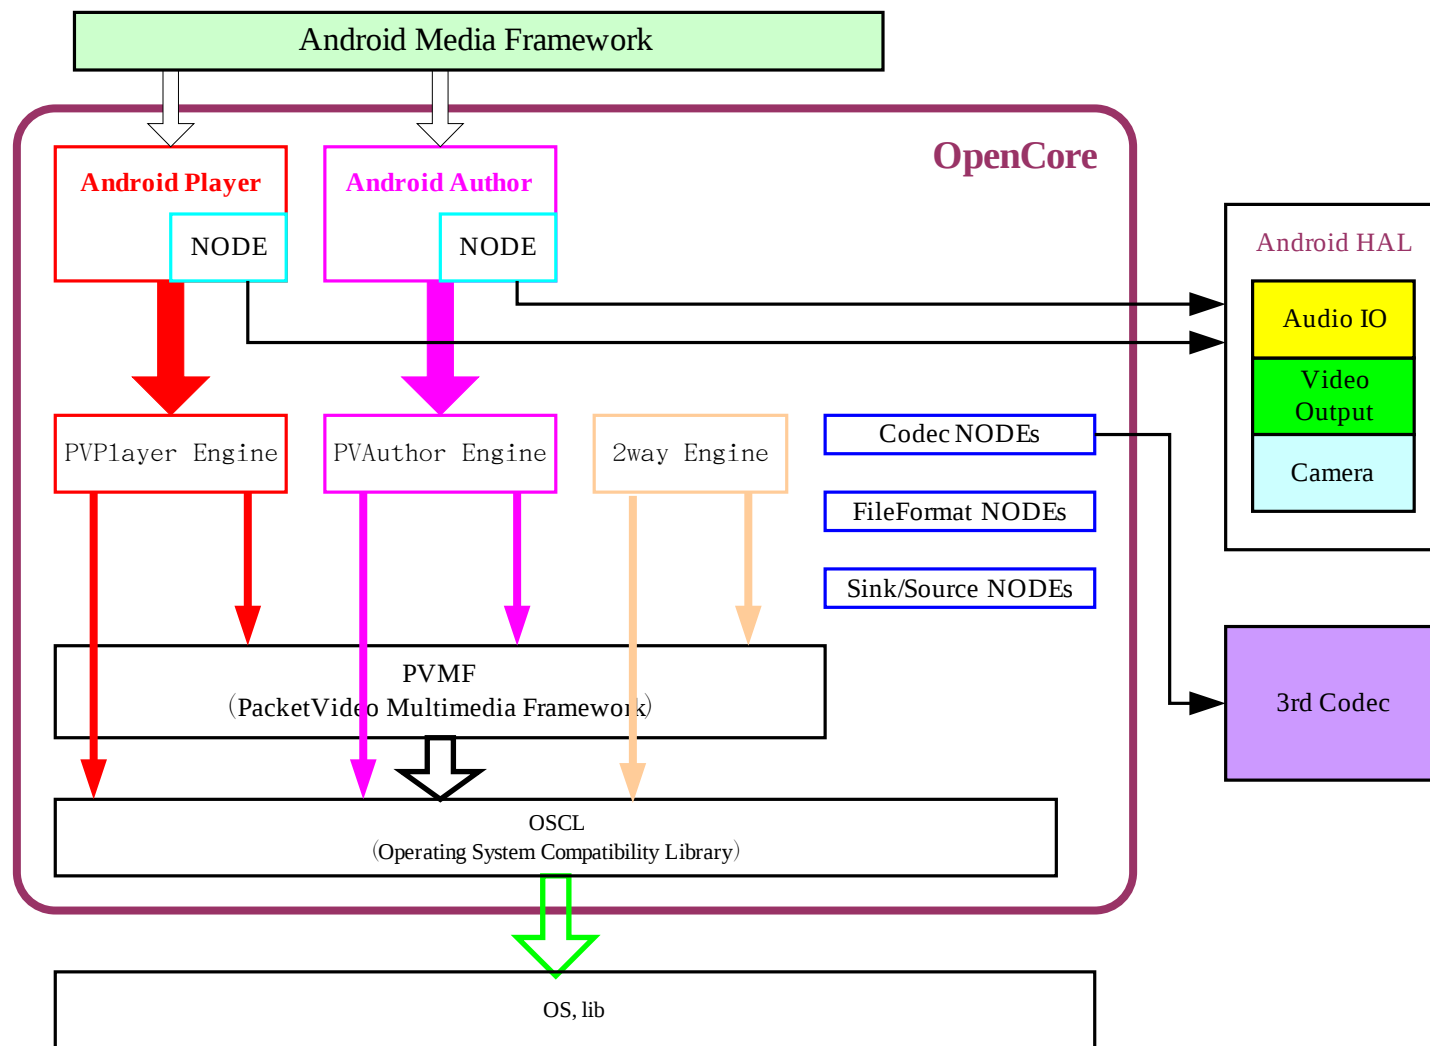 Android Media Framework
OpenCore
Android Player
NODE
Android Author
NODE
Android HAL
Audio IO
Video
Output
Camera
PVPlayer Engine
PVAuthor Engine
2way Engine
Codec NODEs
FileFormat NODEs
Sink/Source NODEs
PVMF
(PacketVideo Multimedia Framework)
3rd Codec
OSCL
(Operating System Compatibility Library)
OS, lib